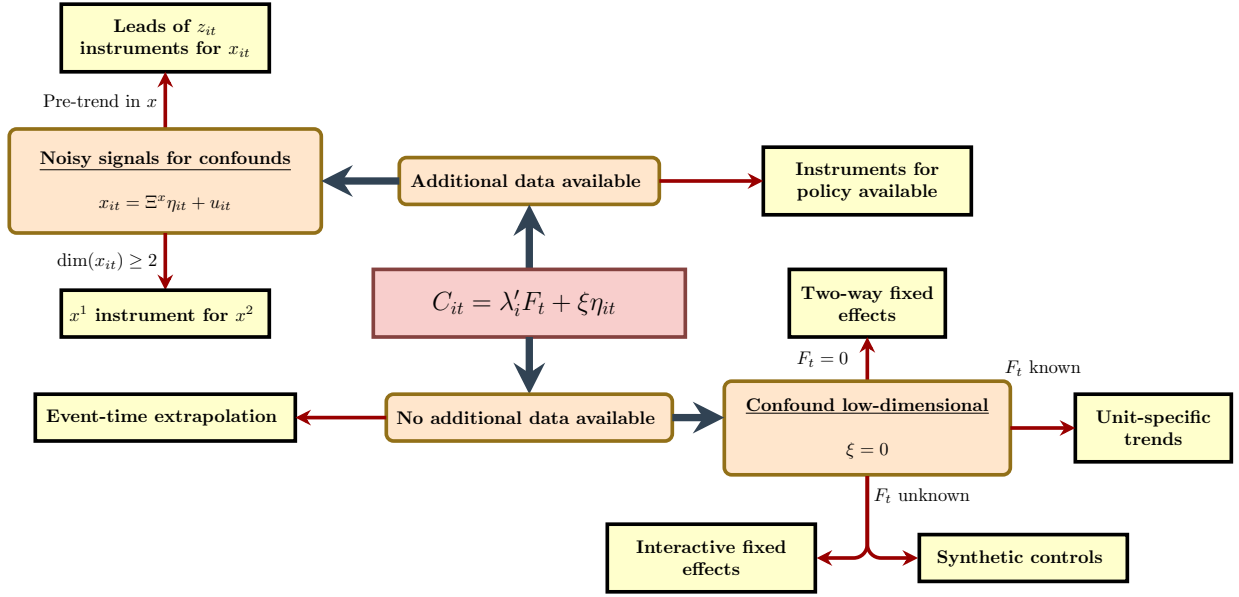 Leads of $z_{it}$
instruments for $x_{it}$
Pre-trend in $x$
Noisy signals for confounds
$x_{it} = \Xi^x \eta_{it} + u_{it}$
$\dim(x_{it}) \geq 2$
$x^1$ instrument for $x^2$
Additional data available
Instruments for
policy available
$C_{it} = \lambda_i' F_t + \xi \eta_{it}$
No additional data available
Event-time extrapolation
Two-way fixed
effects
$F_t = 0$
$F_t$ known
Confound low-dimensional
$\xi = 0$
Unit-specific
trends
$F_t$ unknown
Interactive fixed
effects
Synthetic controls